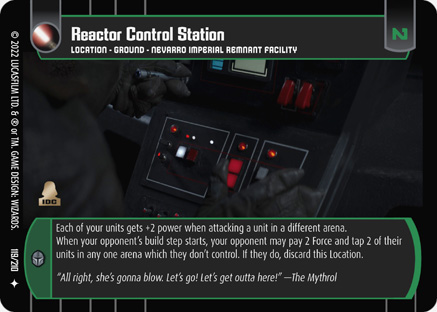 Reactor Control Station
N
LOCATION - GROUND - NEVARRO IMPERIAL REMNANT FACILITY
© 2022 LUCASFILM LTD. & ® or TM. GAME DESIGN: WIZARDS. 119/210
IDC
Each of your units gets +2 power when attacking a unit in a different arena.
When your opponent's build step starts, your opponent may pay 2 Force and tap 2 of their
units in any one arena which they don't control. If they do, discard this Location.
"All right, she's gonna blow. Let's go! Let's get outta here!" —The Mythrol